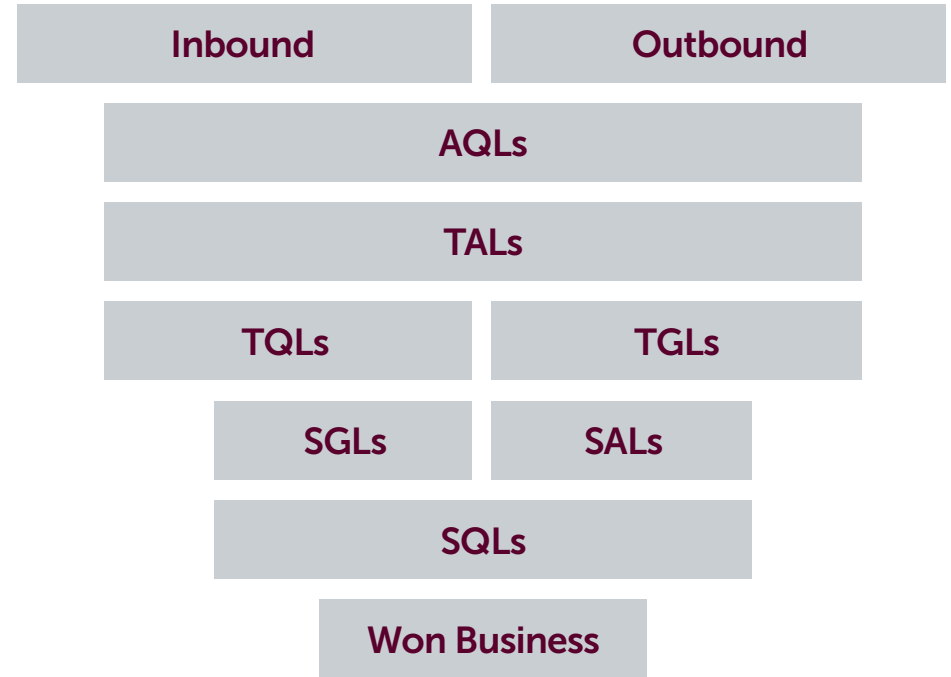 Inbound
Outbound
AQLs
TALs
TQLs
TGLs
SGLs
SALs
SQLs
Won Business